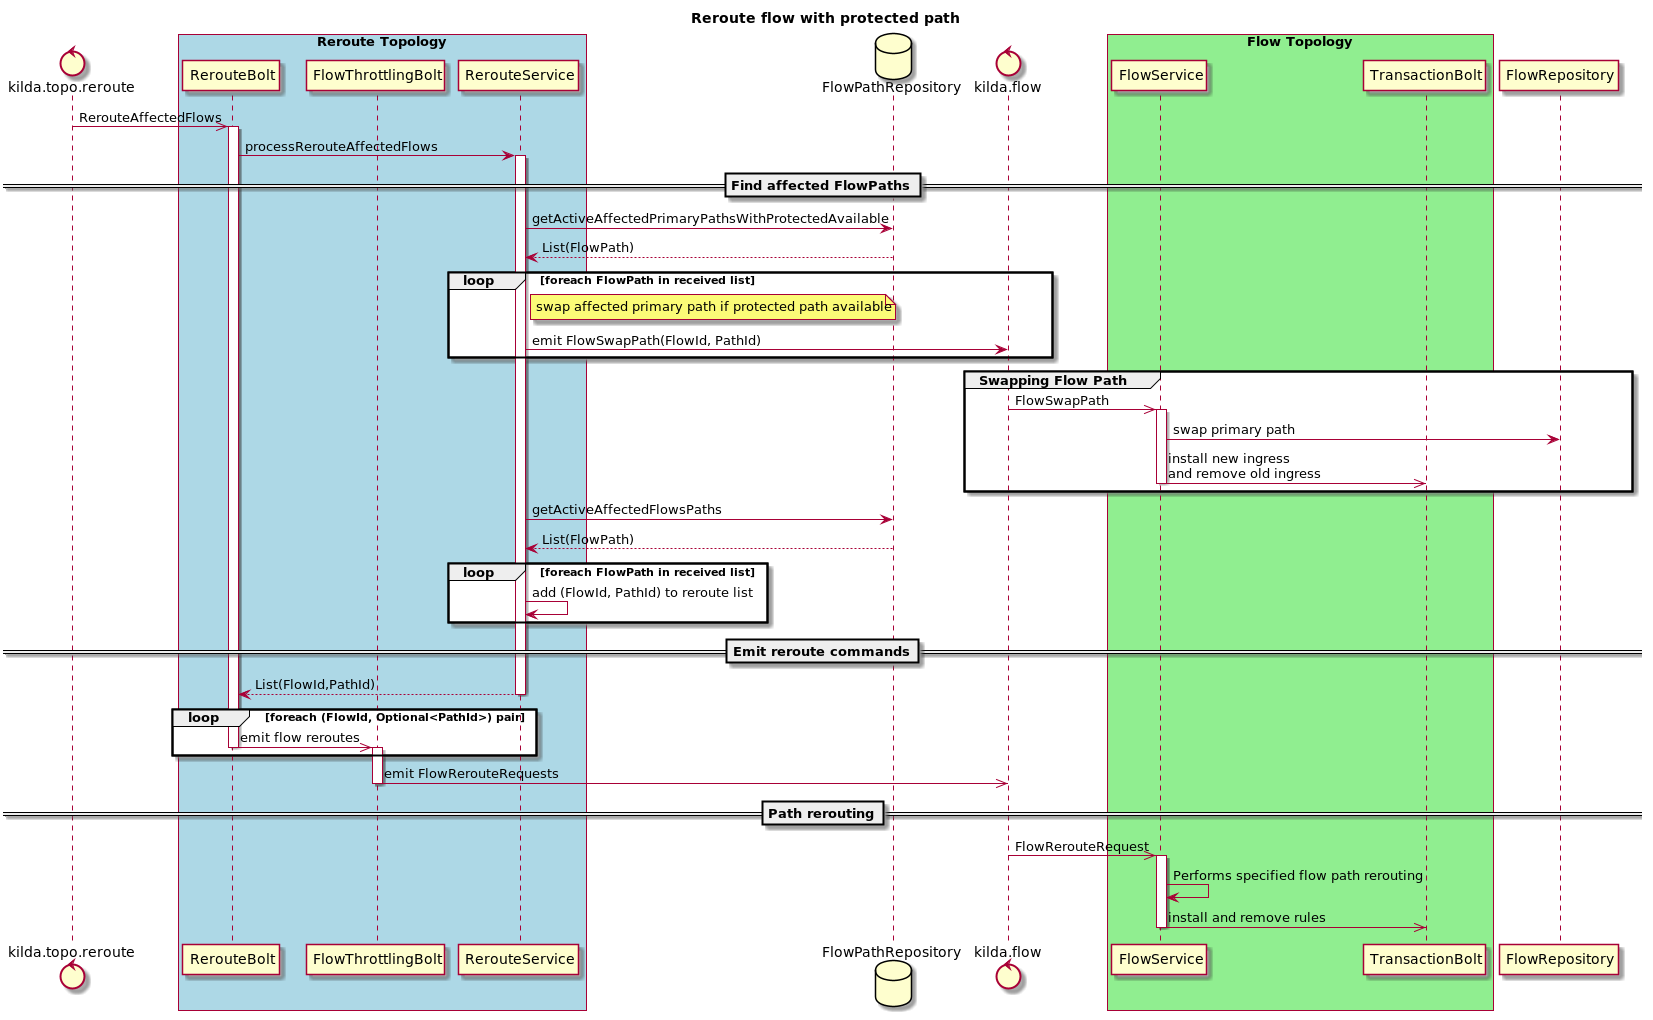 Reroute flow with protected path
Reroute Topology
Flow Topology
kilda.topo.reroute
RerouteBolt
FlowThrottlingBolt
RerouteService
FlowPathRepository
kilda.flow
FlowService
TransactionBolt
FlowRepository
RerouteAffectedFlows
processRerouteAffectedFlows
Find affected FlowPaths
getActiveAffectedPrimaryPathsWithProtectedAvailable
List(FlowPath)
loop
[foreach FlowPath in received list]
swap affected primary path if protected path available
emit FlowSwapPath(FlowId, PathId)
Swapping Flow Path
FlowSwapPath
swap primary path
install new ingress
and remove old ingress
getActiveAffectedFlowsPaths
List(FlowPath)
loop
[foreach FlowPath in received list]
add (FlowId, PathId) to reroute list
Emit reroute commands
List(FlowId,PathId)
loop
[foreach (FlowId, Optional<PathId>) pair]
emit flow reroutes
emit FlowRerouteRequests
Path rerouting
FlowRerouteRequest
Performs specified flow path rerouting
install and remove rules
kilda.topo.reroute
RerouteBolt
FlowThrottlingBolt
RerouteService
FlowPathRepository
kilda.flow
FlowService
TransactionBolt
FlowRepository